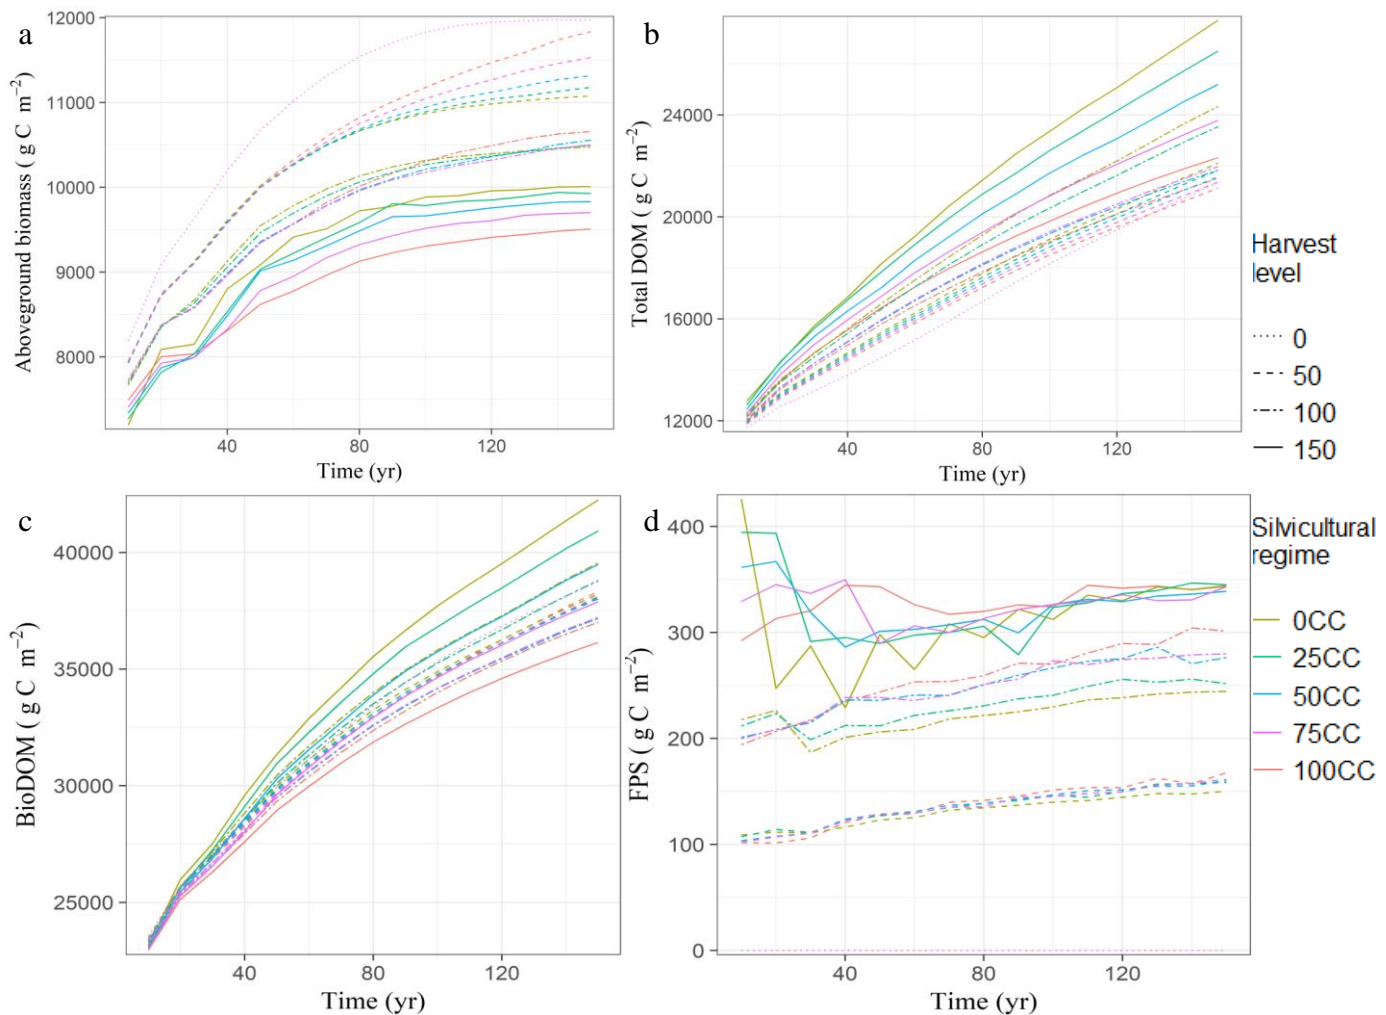 a
12000
11000
10000
9000
8000
Aboveground biomass ( g C m⁻²)
40
80
120
Time (yr)
b
24000
20000
16000
12000
Total DOM ( g C m⁻²)
40
80
120
Time (yr)
Harvest
level
0
50
100
150
c
40000
35000
30000
25000
BioDOM ( g C m⁻²)
40
80
120
Time (yr)
d
400
300
200
100
0
FPS ( g C m⁻²)
40
80
120
Time (yr)
Silvicultural
regime
0CC
25CC
50CC
75CC
100CC